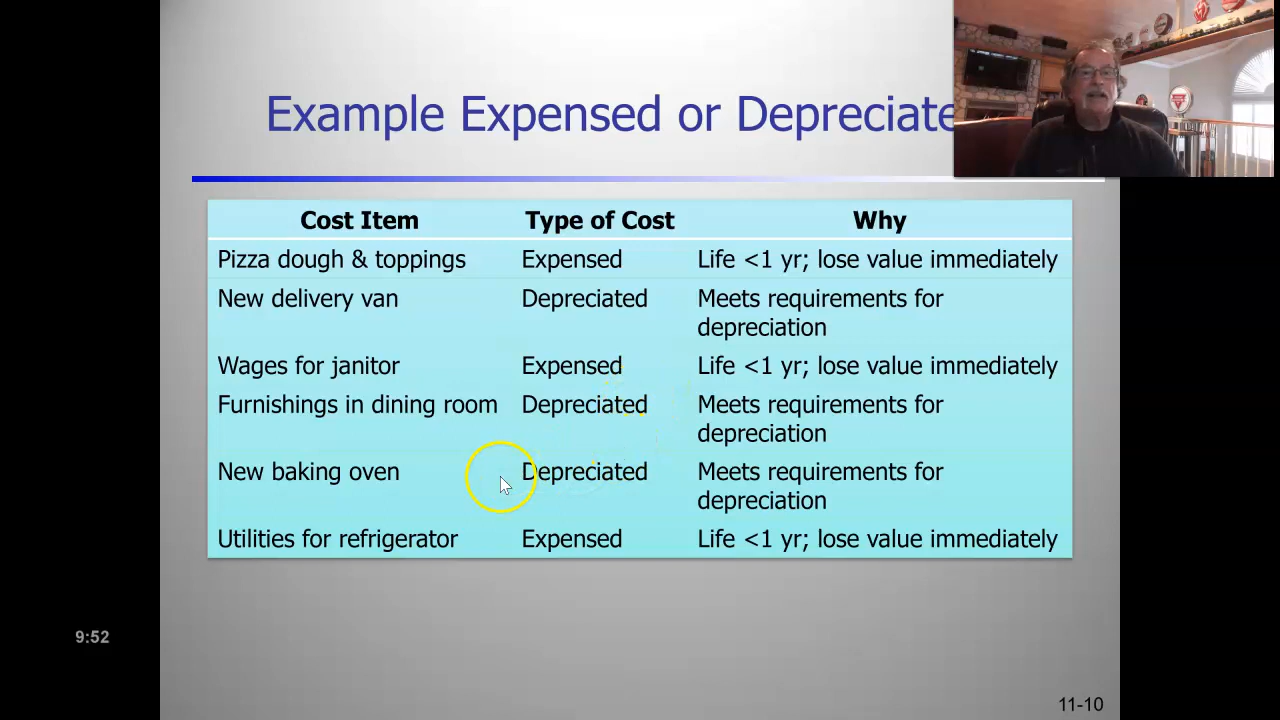 Example Expensed or Depreciate
Cost Item Type of Cost Why
Pizza dough & toppings Expensed Life <1 yr; lose value immediately
New delivery van Depreciated Meets requirements for
depreciation
Wages for janitor Expensed Life <1 yr; lose value immediately
Furnishings in dining room Depreciated Meets requirements for
depreciation
New baking oven Depreciated Meets requirements for
depreciation
Utilities for refrigerator Expensed Life <1 yr; lose value immediately
9:52
11-10